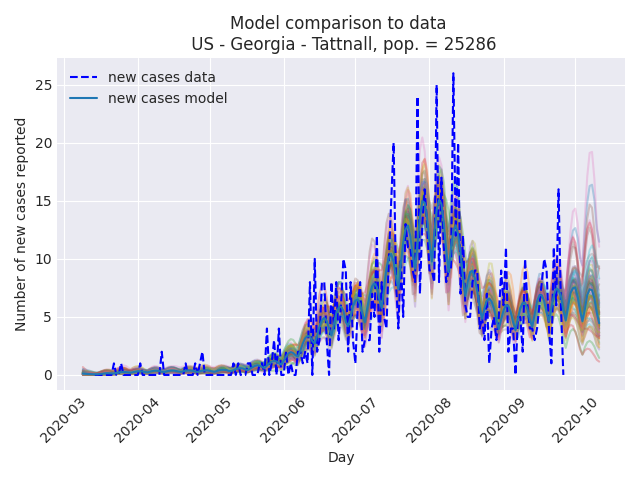 Model comparison to data
US - Georgia - Tattnall, pop. = 25286
new cases data
new cases model
Number of new cases reported
25
20
15
10
5
0
2020-03
2020-04
2020-05
2020-06
2020-07
2020-08
2020-09
2020-10
Day